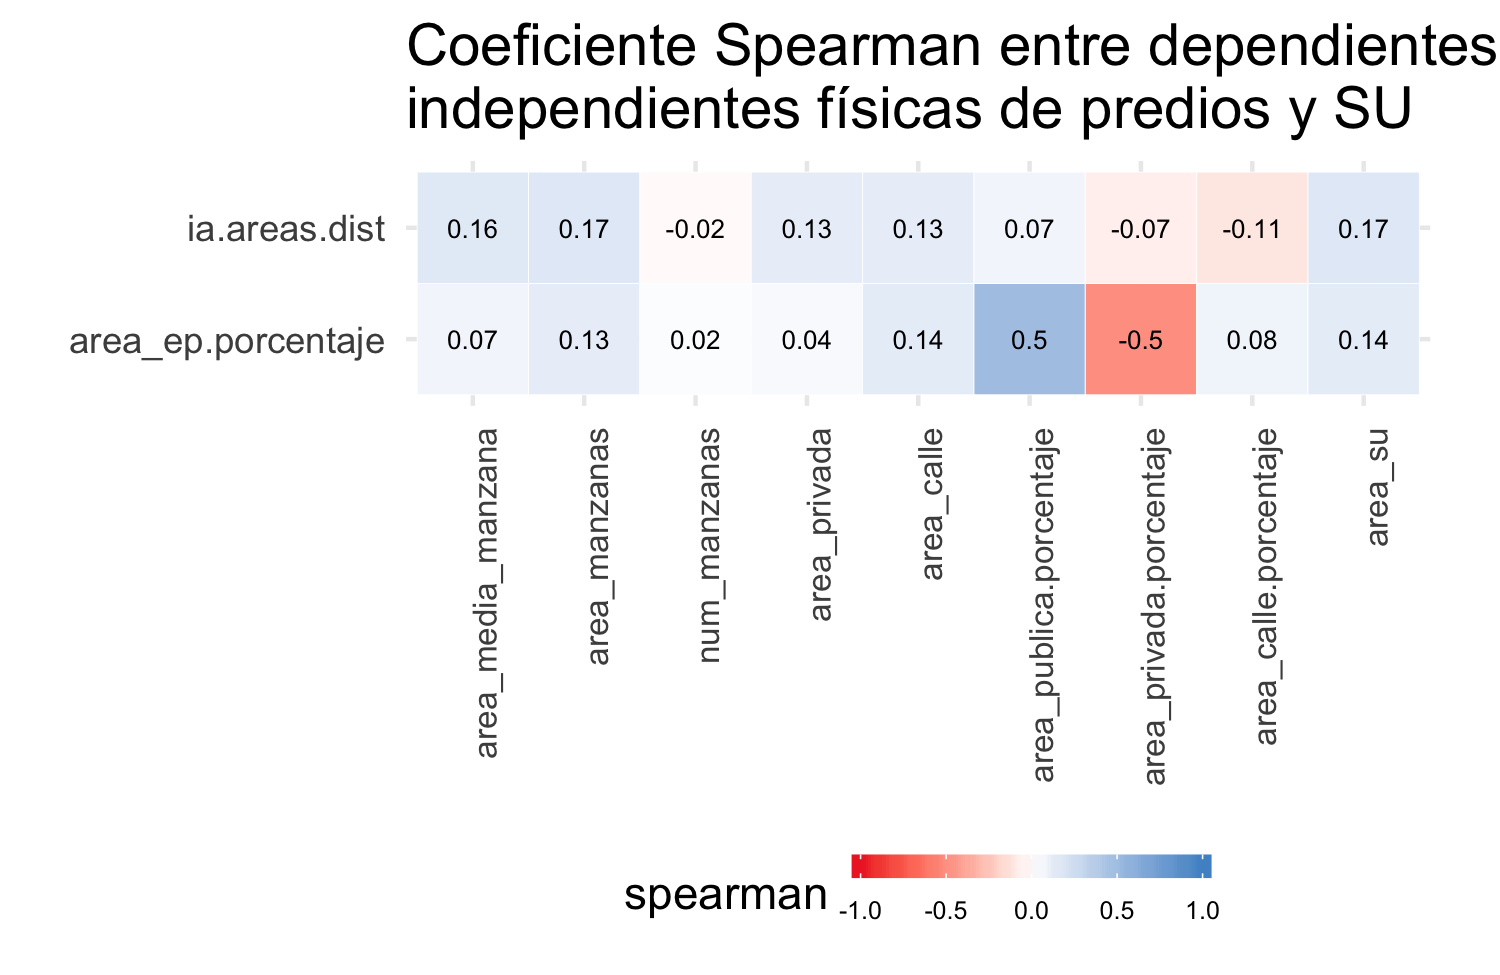 Coeficiente Spearman entre dependientes
independientes físicas de predios y SU
ia.areas.dist 0.16 0.17 -0.02 0.13 0.13 0.07 -0.07 -0.11 0.17
area_ep.porcentaje 0.07 0.13 0.02 0.04 0.14 0.5 -0.5 0.08 0.14
area_media_manzana
area_manzanas
num_manzanas
area_privada
area_calle
area_publica.porcentaje
area_privada.porcentaje
area_calle.porcentaje
area_su
spearman
-1.0 -0.5 0.0 0.5 1.0